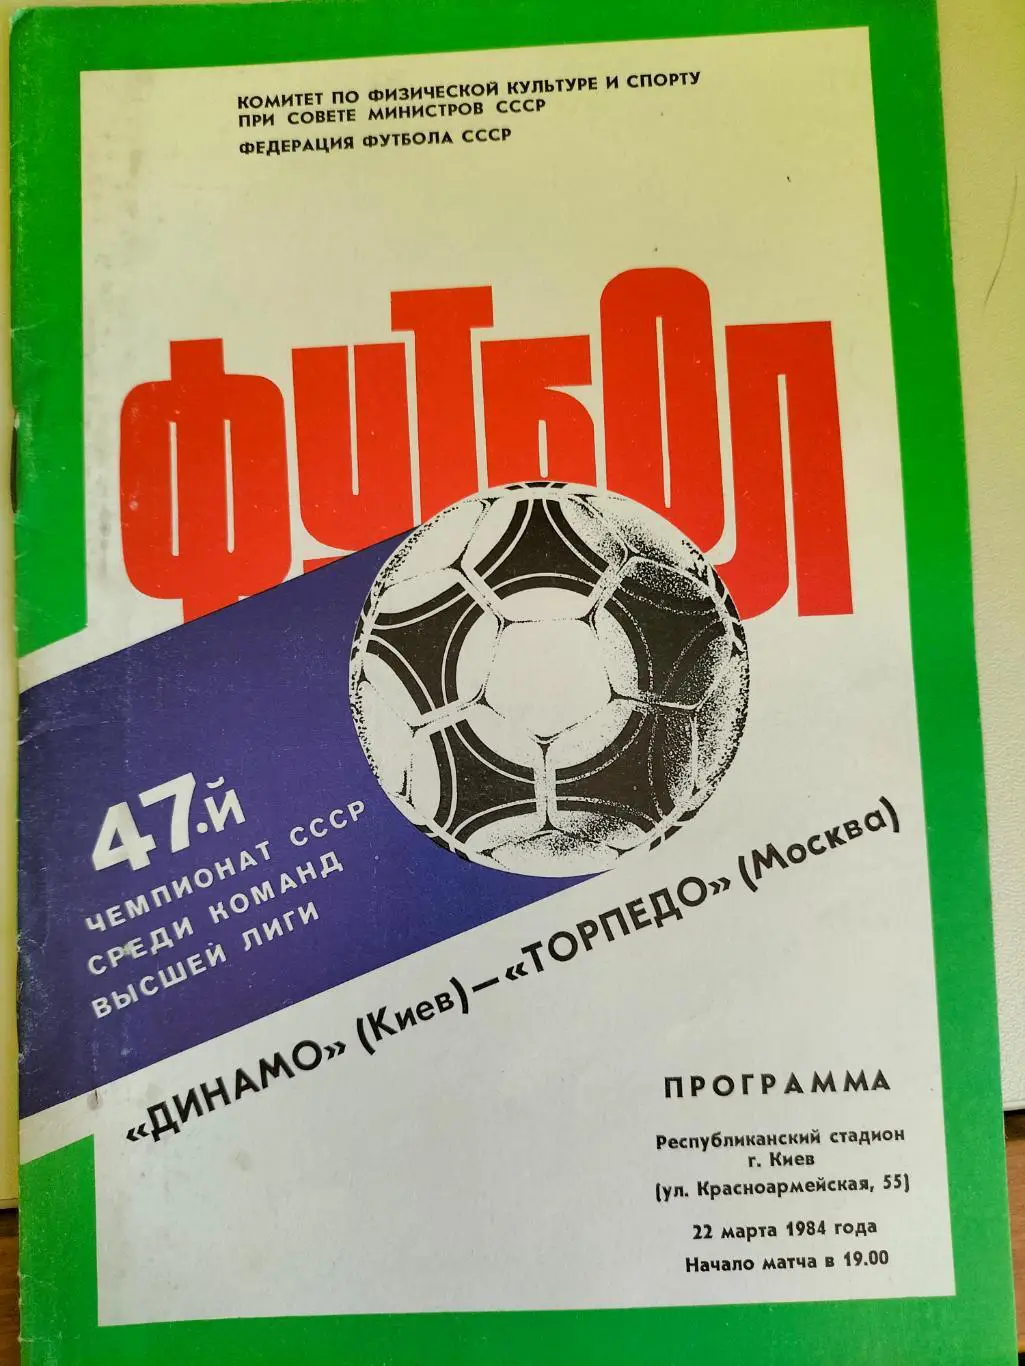 КОМИТЕТ ПО ФИЗИЧЕСКОЙ КУЛЬТУРЕ И СПОРТУ
ПРИ СОВЕТЕ МИНИСТРОВ СССР
ФЕДЕРАЦИЯ ФУТБОЛА СССР
ФУТБОЛ
47-й
ЧЕМПИОНАТ СССР
СРЕДИ КОМАНД
ВЫСШЕЙ ЛИГИ
«ДИНАМО» (Киев)—«ТОРПЕДО» (Москва)
ПРОГРАММА
Республиканский стадион
г. Киев
(ул. Красноармейская, 55)
22 марта 1984 года
Начало матча в 19.00